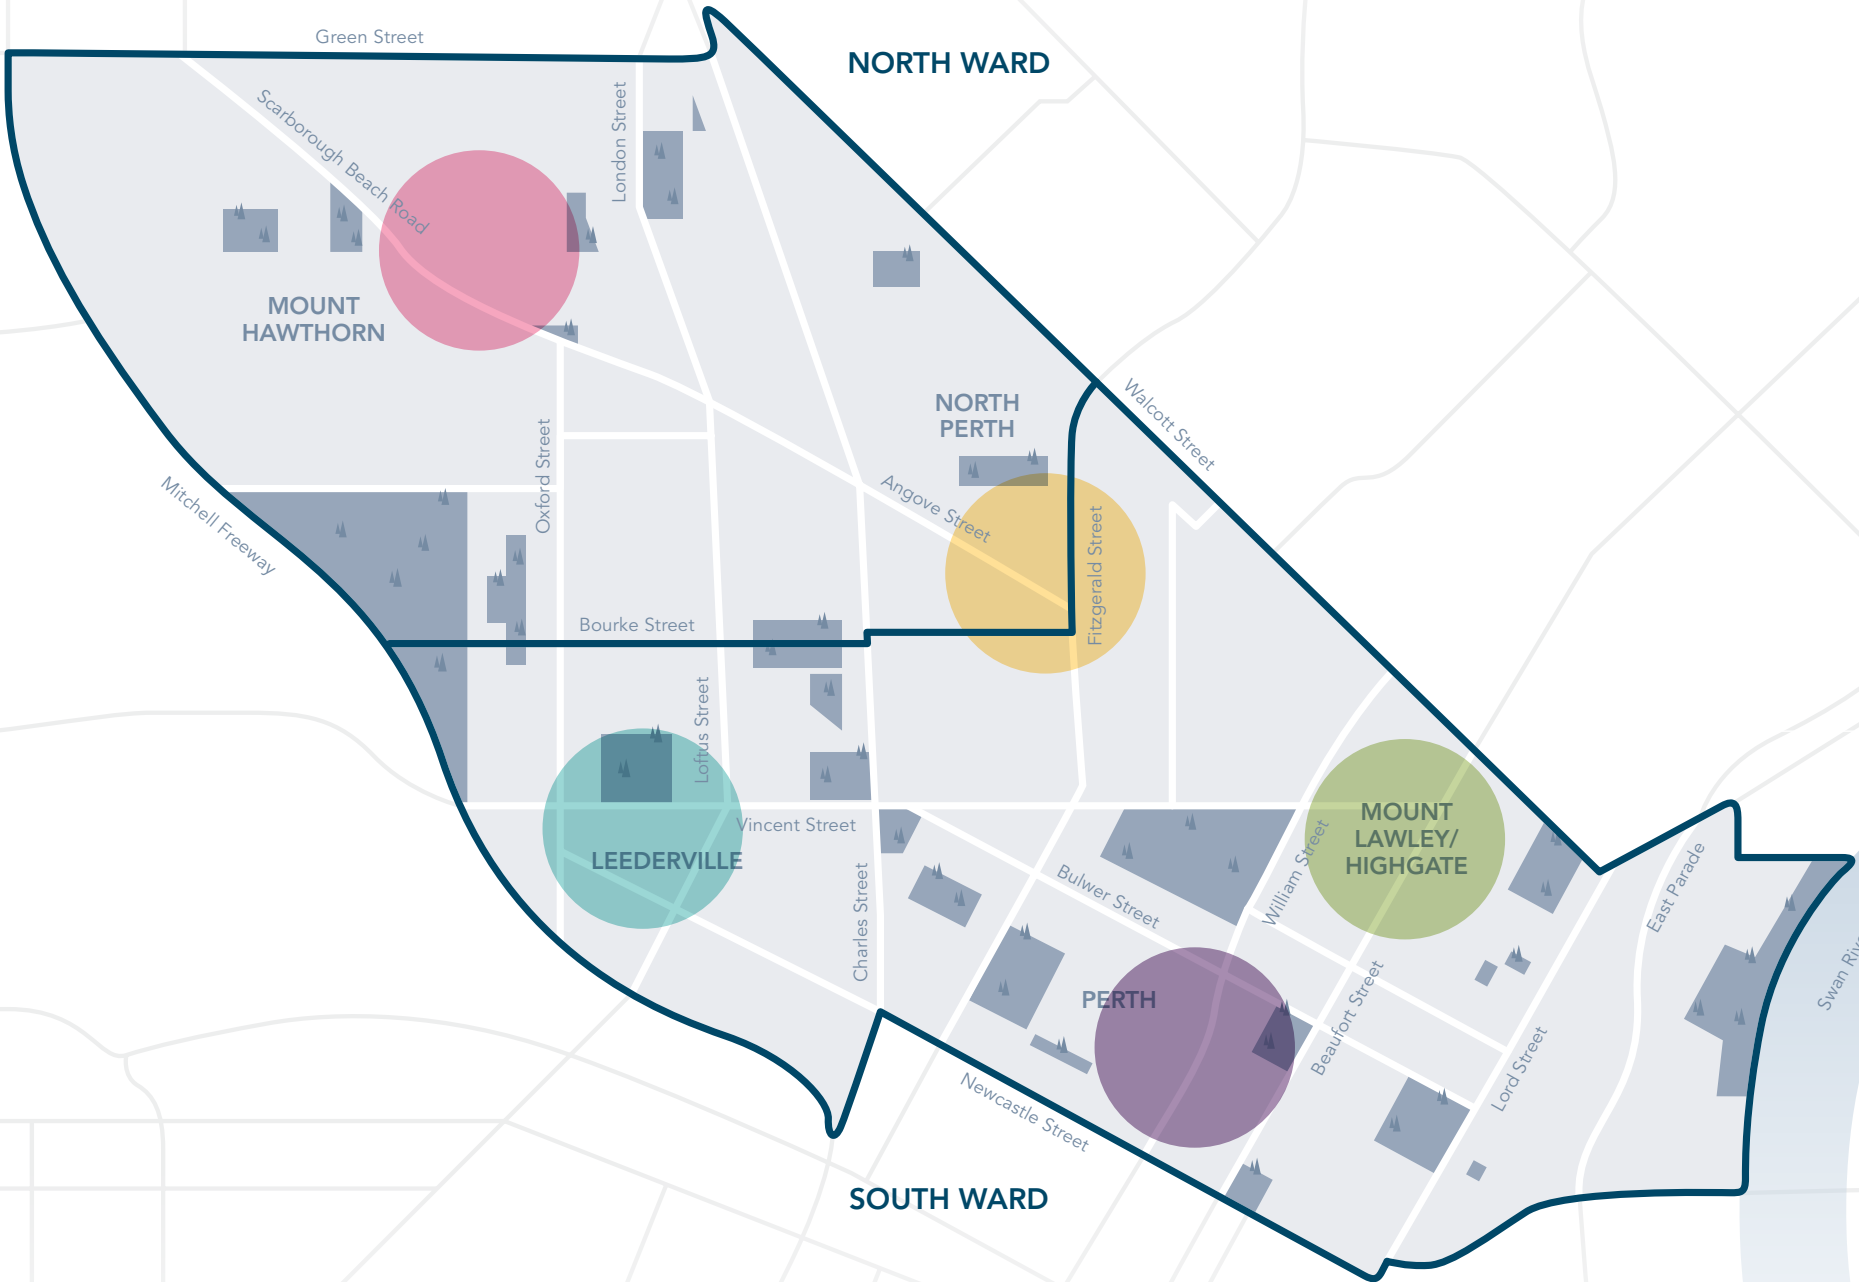 Green Street
NORTH WARD
Scarborough Beach Road
London Street
MOUNT
HAWTHORN
NORTH
PERTH
Walcott Street
Mitchell Freeway
Oxford Street
Angove Street
Fitzgerald Street
Bourke Street
Loftus Street
Vincent Street
LEEDERVILLE
MOUNT
LAWLEY/
HIGHGATE
Charles Street
Bulwer Street
William Street
East Parade
PERTH
Beaufort Street
Lord Street
Swan
Newcastle Street
SOUTH WARD